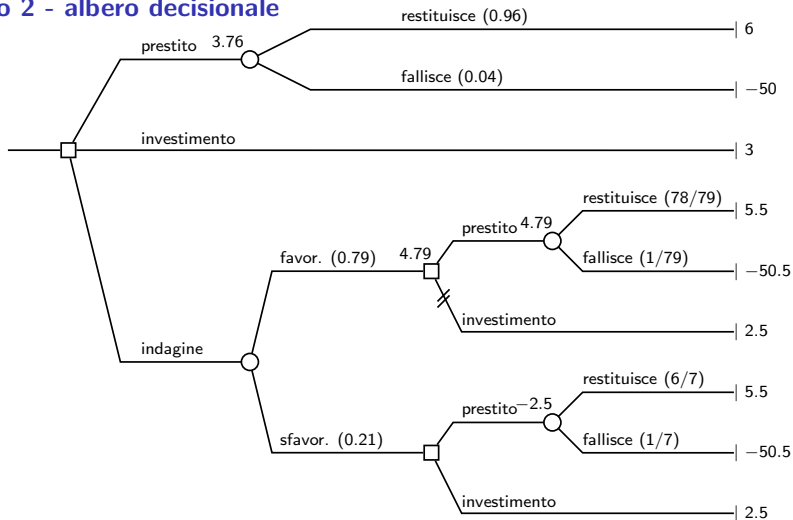 o 2 - albero decisionale
restituisce (0.96)
6
prestito
3.76
fallisce (0.04)
−50
investimento
3
restituisce (78/79)
5.5
prestito
4.79
favor. (0.79)
4.79
fallisce (1/79)
−50.5
investimento
2.5
indagine
restituisce (6/7)
5.5
prestito
−2.5
sfavor. (0.21)
fallisce (1/7)
−50.5
investimento
2.5